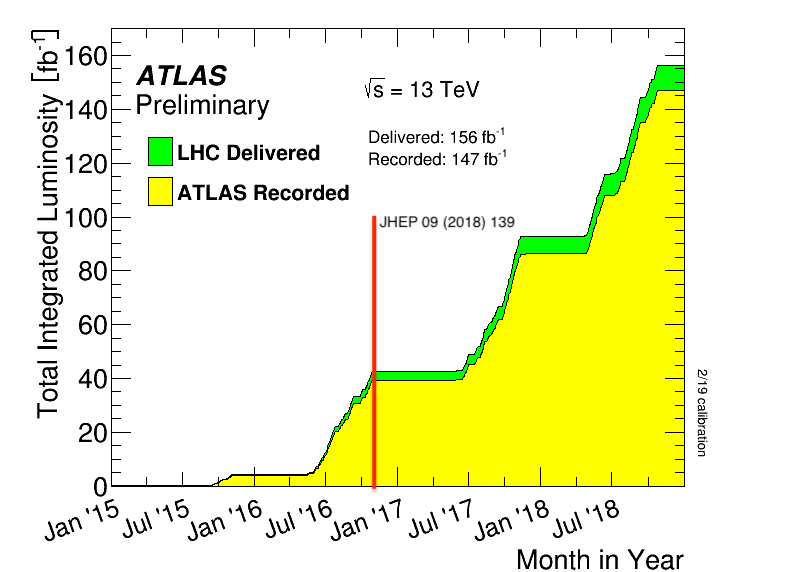 Total Integrated Luminosity [fb⁻¹]
160
140
120
100
80
60
40
20
0
ATLAS
Preliminary
LHC Delivered
ATLAS Recorded
√s = 13 TeV
Delivered: 156 fb⁻¹
Recorded: 147 fb⁻¹
JHEP 09 (2018) 139
2/19 calibration
Jan '15 Jul '15 Jan '16 Jul '16 Jan '17 Jul '17 Jan '18 Jul '18
Month in Year